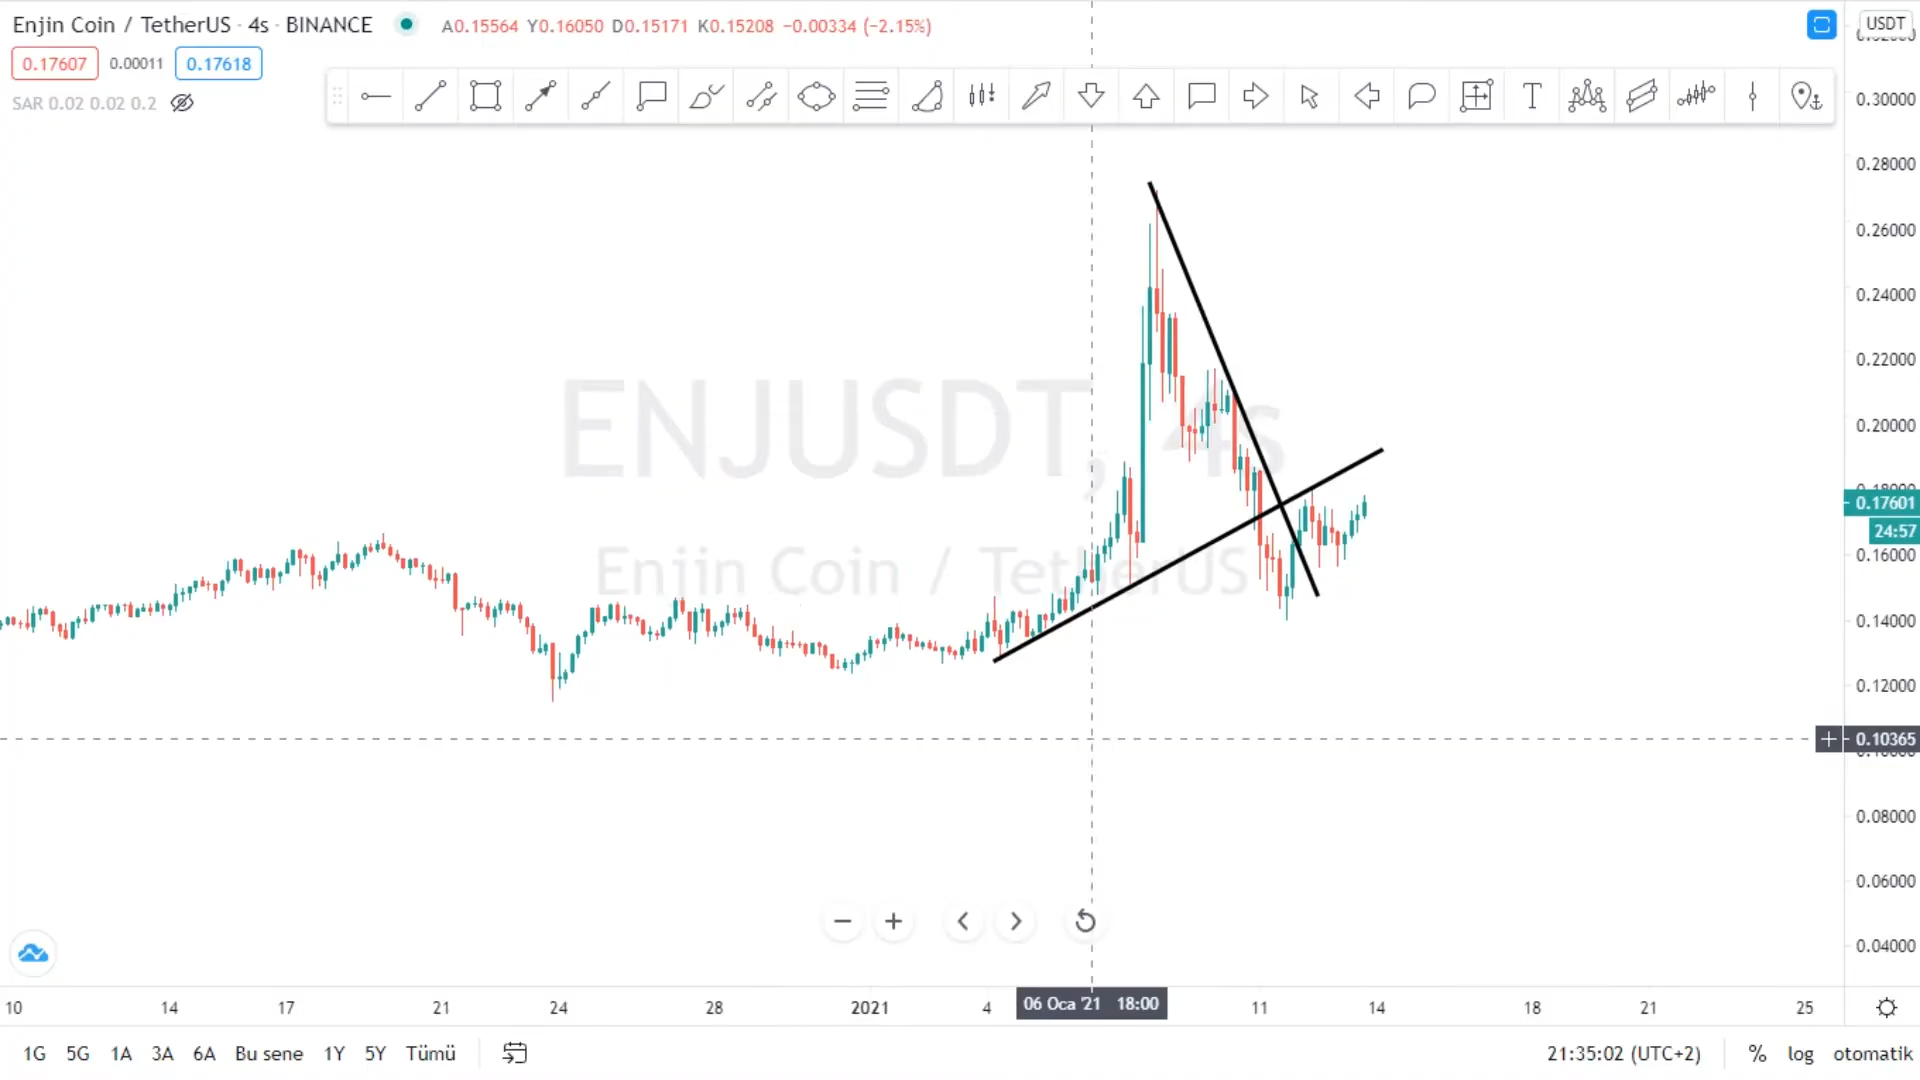 Enjin Coin / TetherUS · 4s · BINANCE A0.15564 Y0.16050 D0.15171 K0.15208 −0.00334 (−2.15%)
USDT
0.17607 0.00011 0.17618
SAR 0.02 0.02 0.2
T
0.30000
0.28000
0.26000
0.24000
0.22000
0.20000
0.18000
0.17601
24:57
0.16000
0.14000
0.12000
0.10365
0.08000
0.06000
0.04000
ENJUSDT, 4s
Enjin Coin / TetherUS
10 14 17 21 24 28 2021 4 06 Oca '21 18:00 11 14 18 21 25
1G 5G 1A 3A 6A Bu sene 1Y 5Y Tümü 21:35:02 (UTC+2) % log otomatik